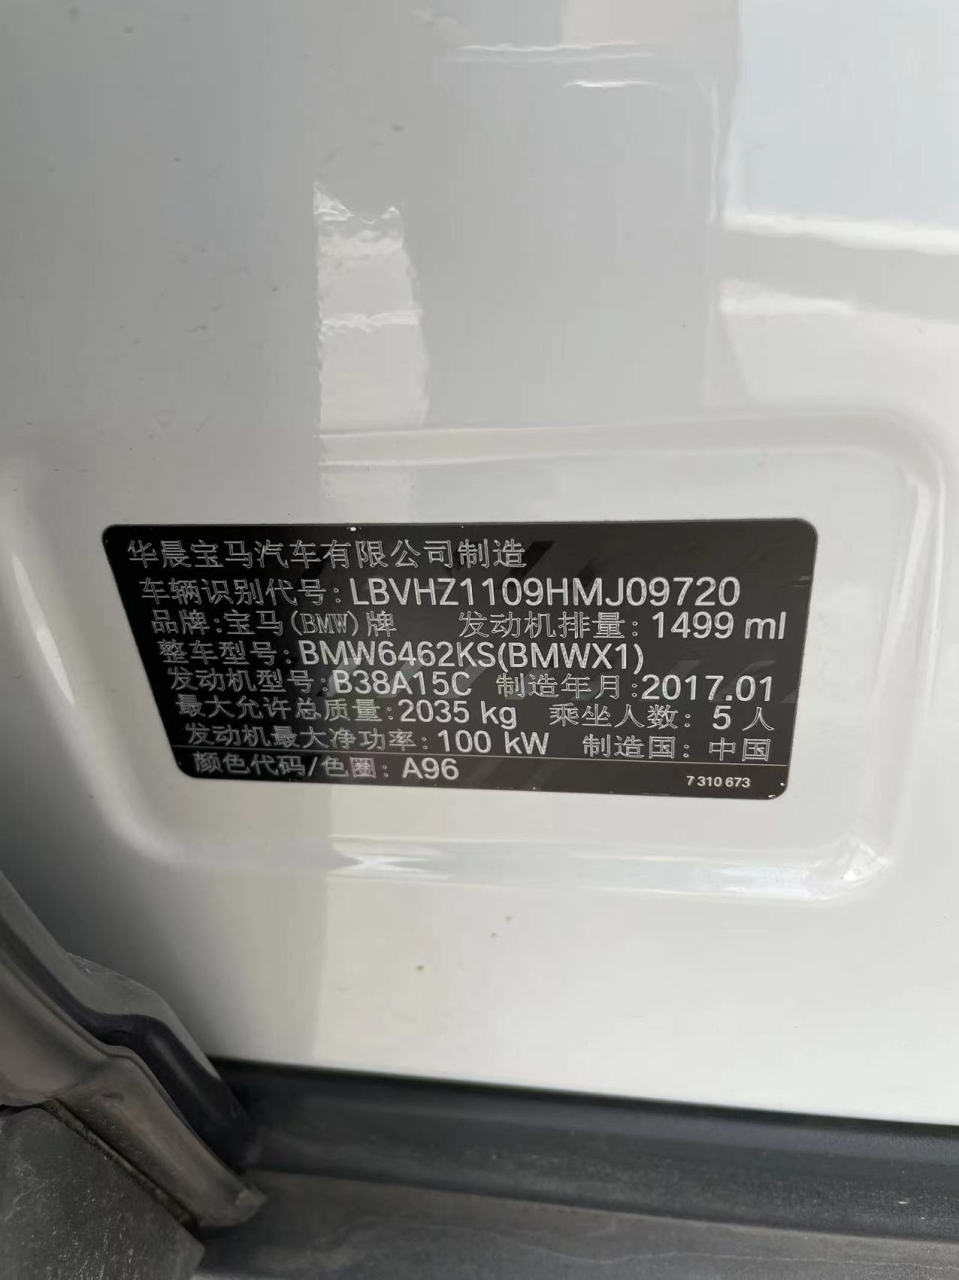 华晨宝马汽车有限公司制造
车辆识别代号: LBVHZ1109HMJ09720
品牌:宝马(BMW)牌 发动机排量: 1499 ml
整车型号: BMW6462KS(BMWX1)
发动机型号: B38A15C 制造年月:2017.01
最大允许总质量: 2035 kg 乘坐人数: 5 人
发动机最大净功率: 100 kW 制造国: 中国
颜色代码/色圈: A96 7 310 673